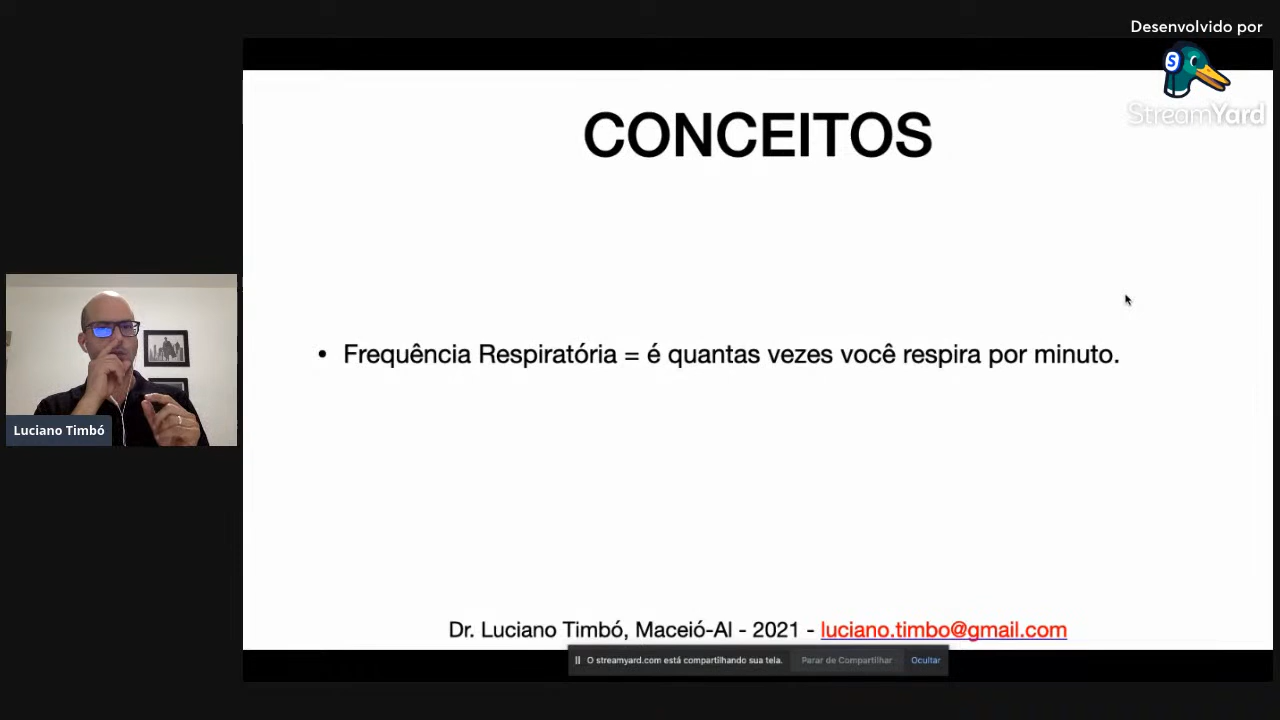 Desenvolvido por
StreamYard
CONCEITOS
• Frequência Respiratória = é quantas vezes você respira por minuto.
Luciano Timbó
Dr. Luciano Timbó, Maceió-Al - 2021 - luciano.timbo@gmail.com
O streamyard.com está compartilhando sua tela. Parar de Compartilhar Ocultar